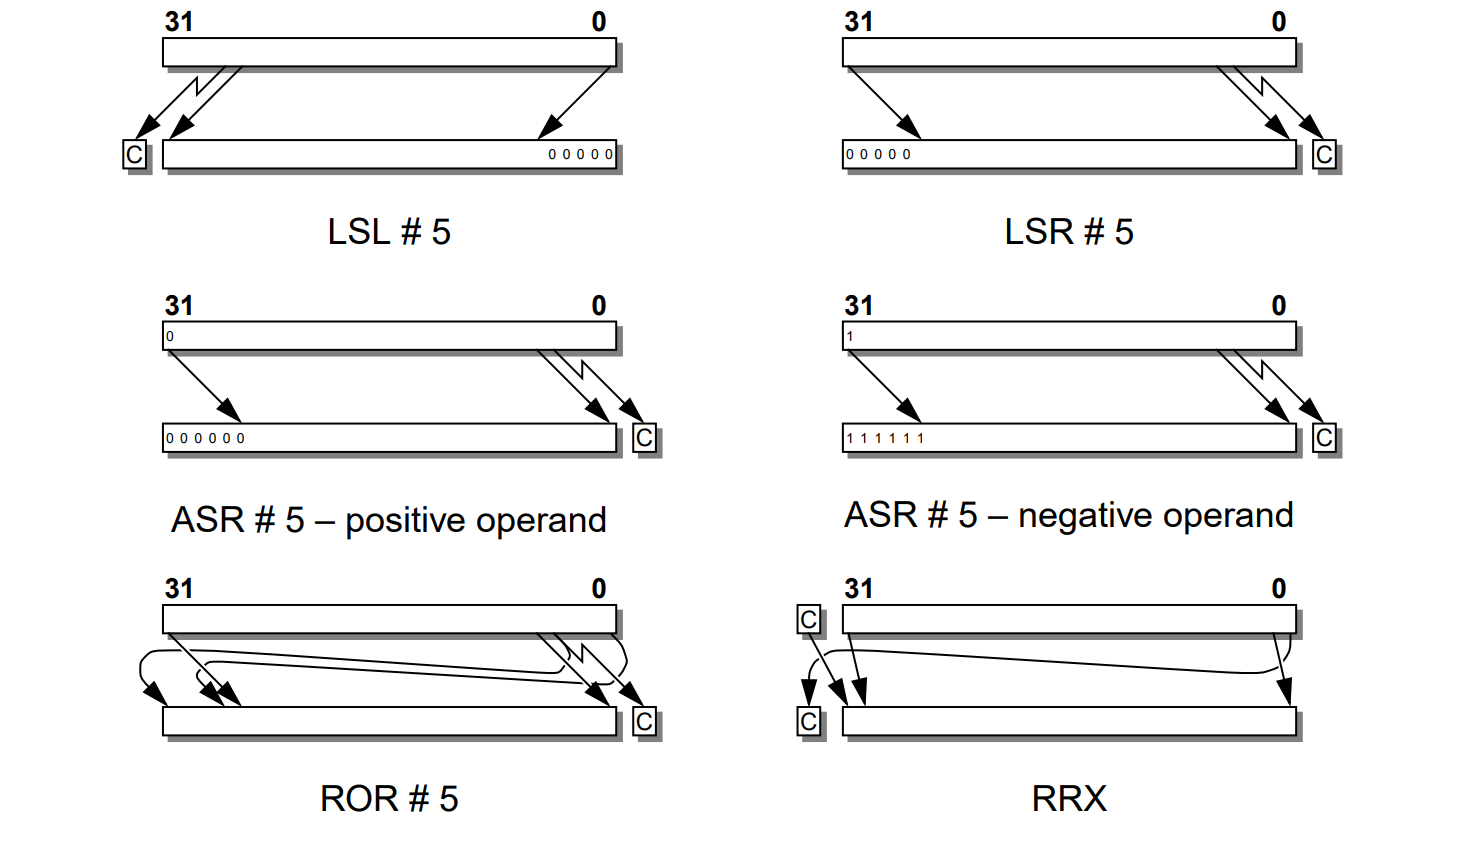 31 0
31 0
C 0 0 0 0 0
0 0 0 0 0 C
LSL # 5
LSR # 5
31 0
31 0
0
1
0 0 0 0 0 0 C
1 1 1 1 1 1 C
ASR # 5 – positive operand
ASR # 5 – negative operand
31 0
31 0
C
C
C
ROR # 5
RRX